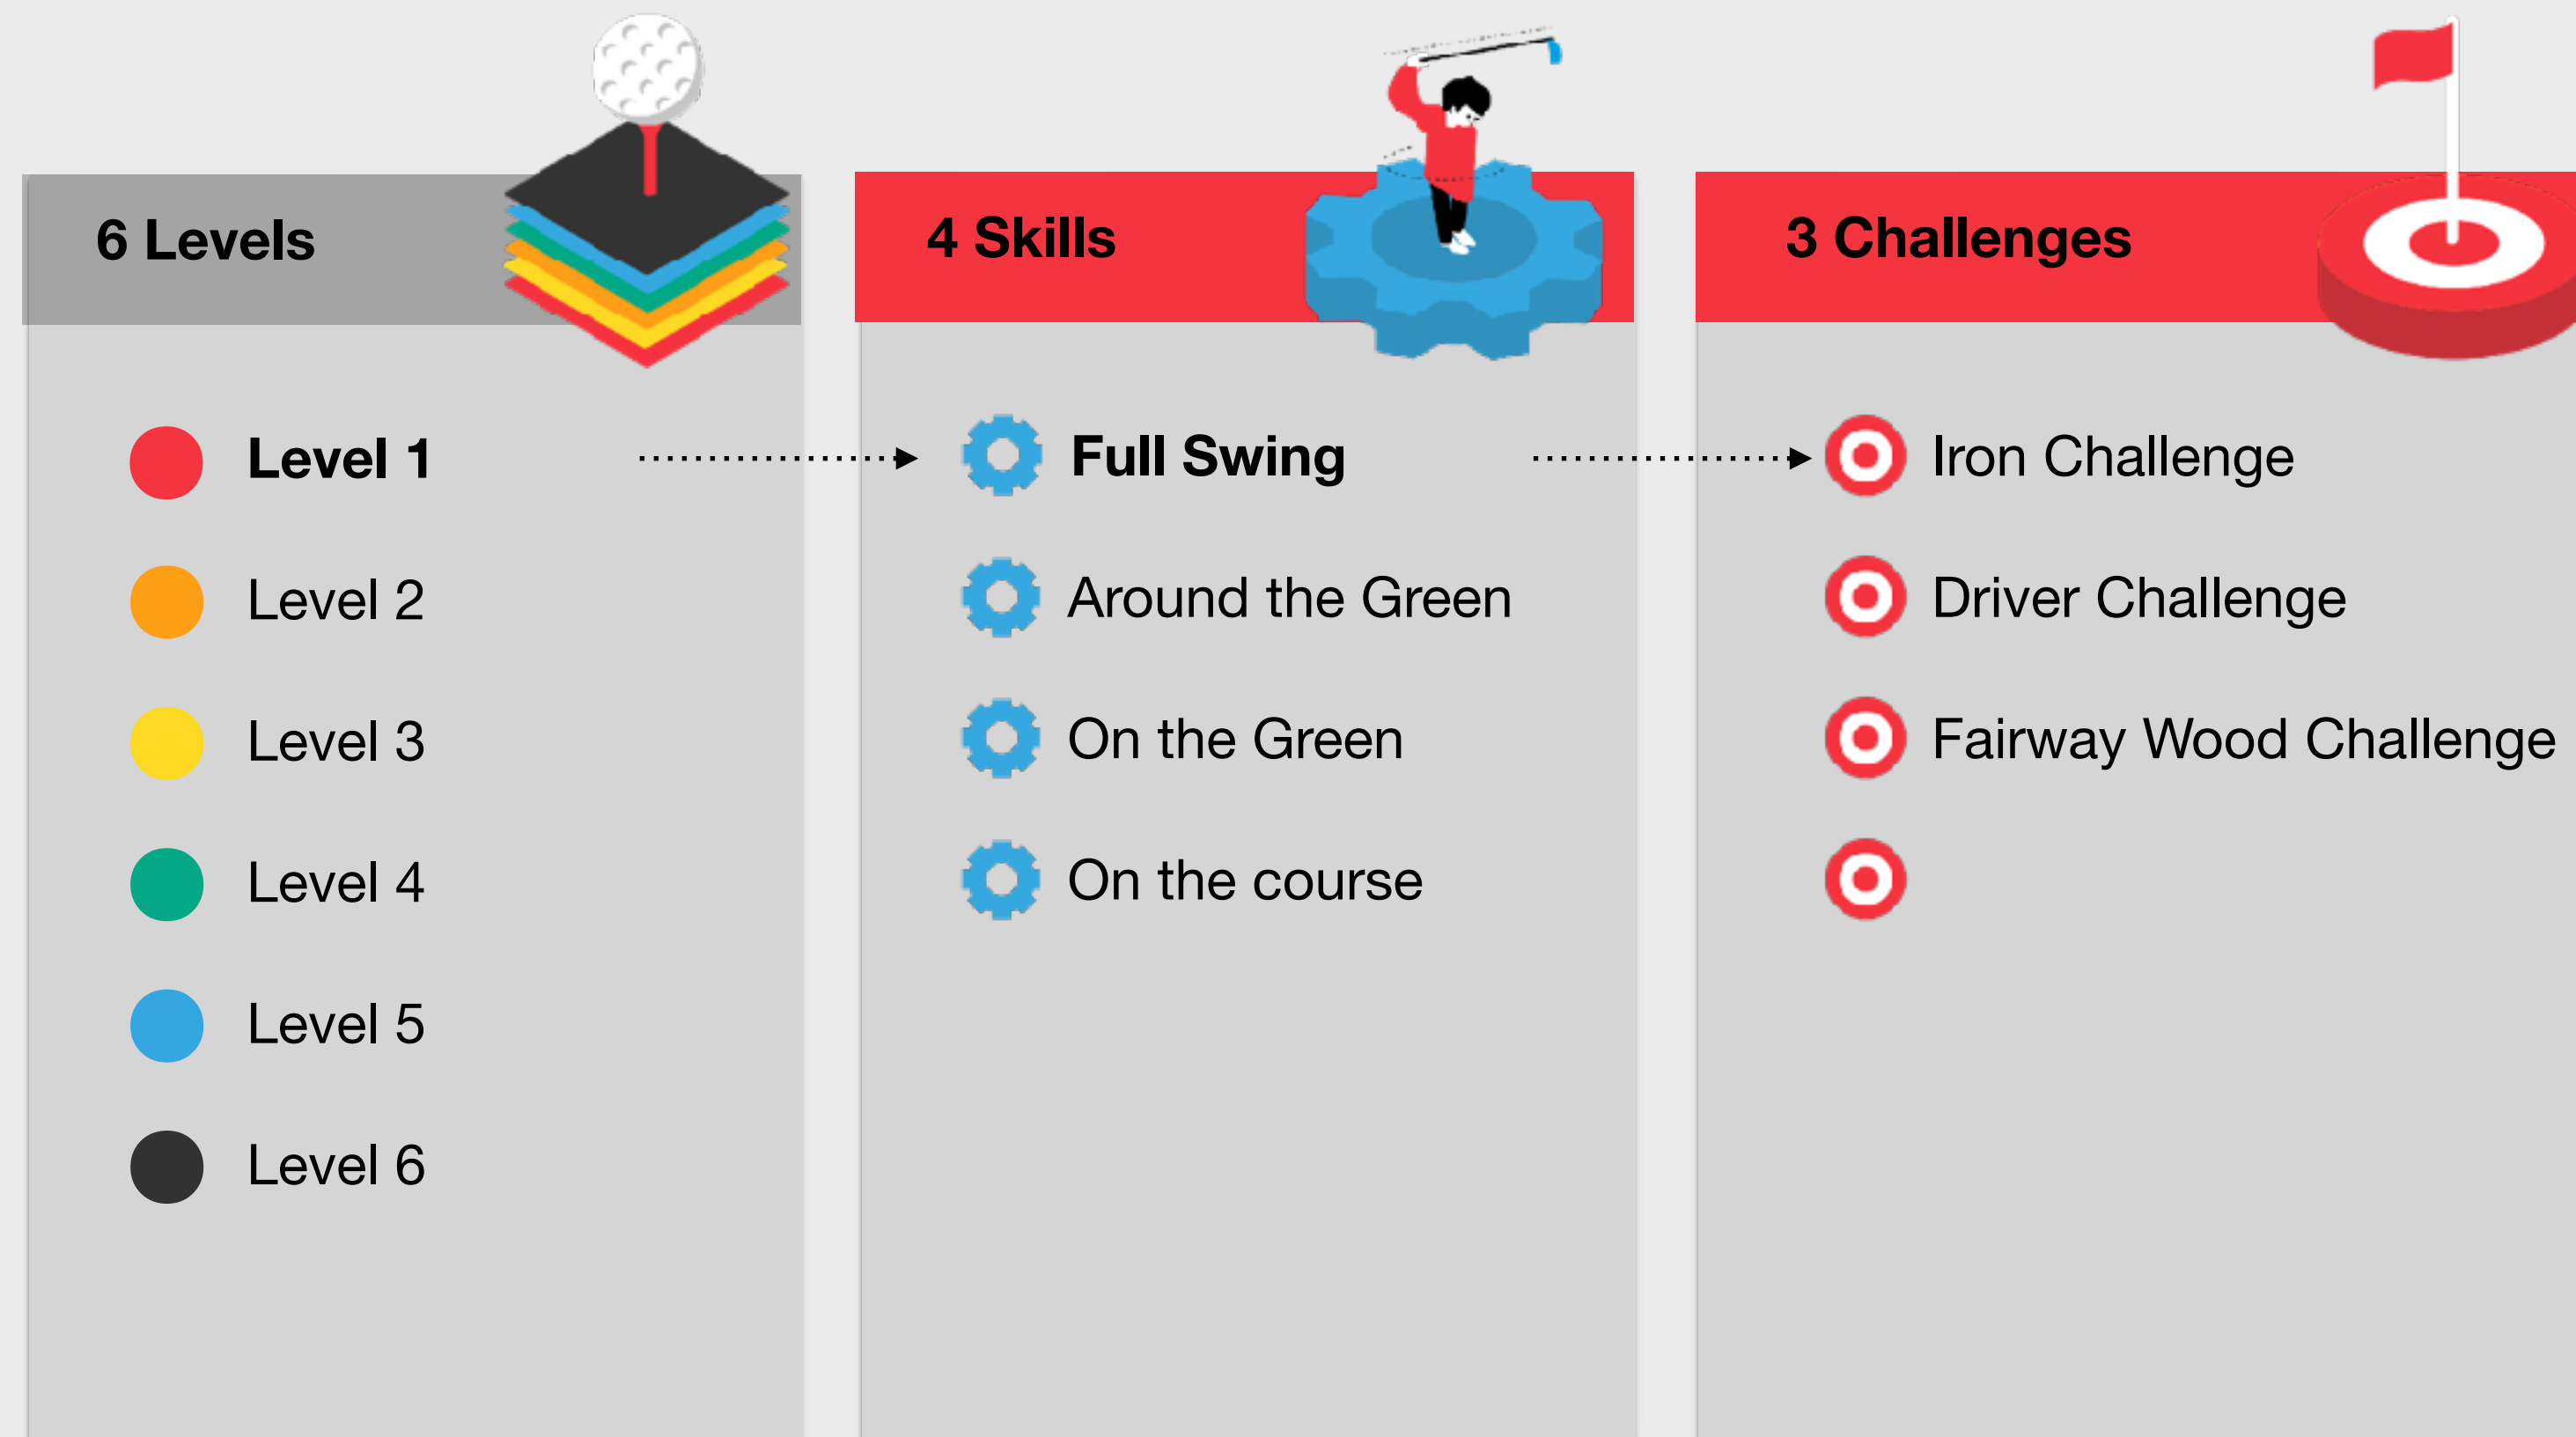 6 Levels
Level 1
Level 2
Level 3
Level 4
Level 5
Level 6
4 Skills
Full Swing
Around the Green
On the Green
On the course
3 Challenges
Iron Challenge
Driver Challenge
Fairway Wood Challenge